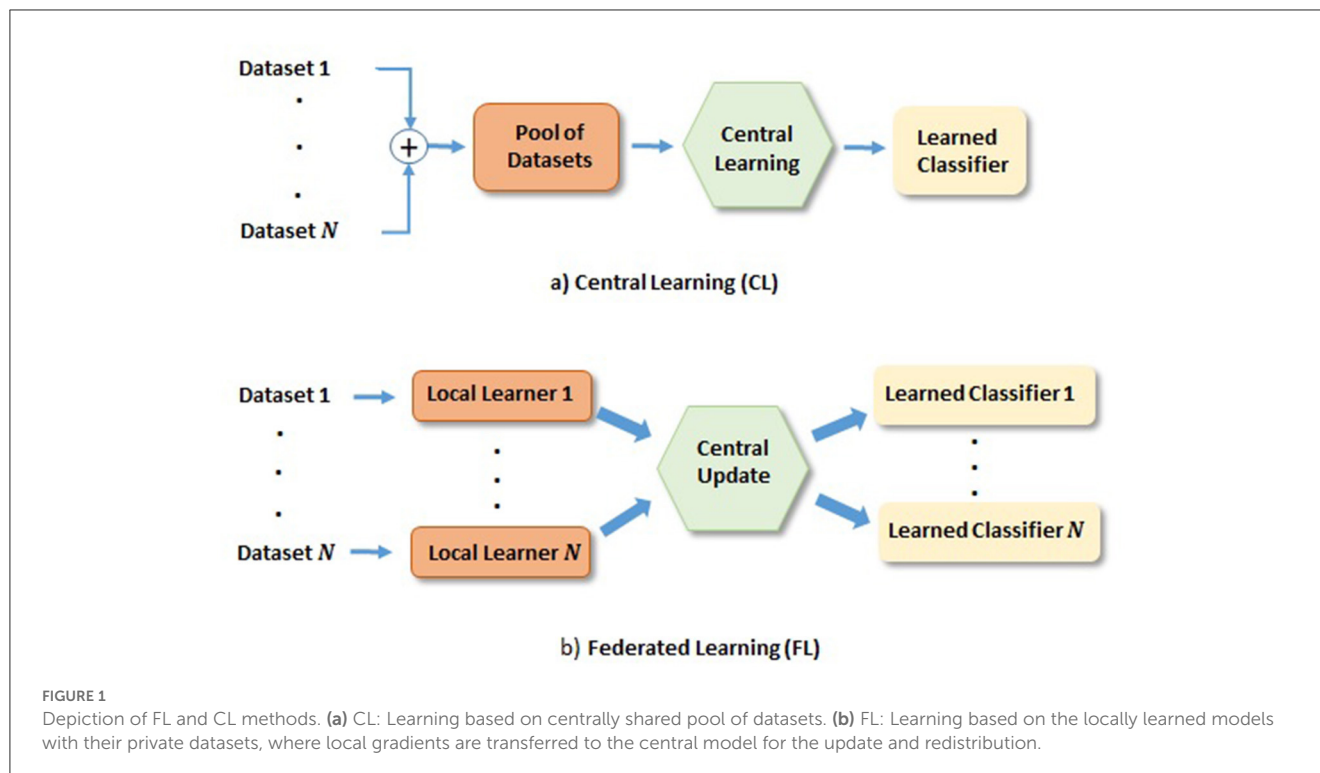 Dataset 1
.
.
.
Dataset N
+
Pool of
Datasets
Central
Learning
Learned
Classifier
a) Central Learning (CL)
Dataset 1
.
.
.
Dataset N
Local Learner 1
.
.
.
Local Learner N
Central
Update
Learned Classifier 1
.
.
.
Learned Classifier N
b) Federated Learning (FL)
FIGURE 1
Depiction of FL and CL methods. (a) CL: Learning based on centrally shared pool of datasets. (b) FL: Learning based on the locally learned models
with their private datasets, where local gradients are transferred to the central model for the update and redistribution.